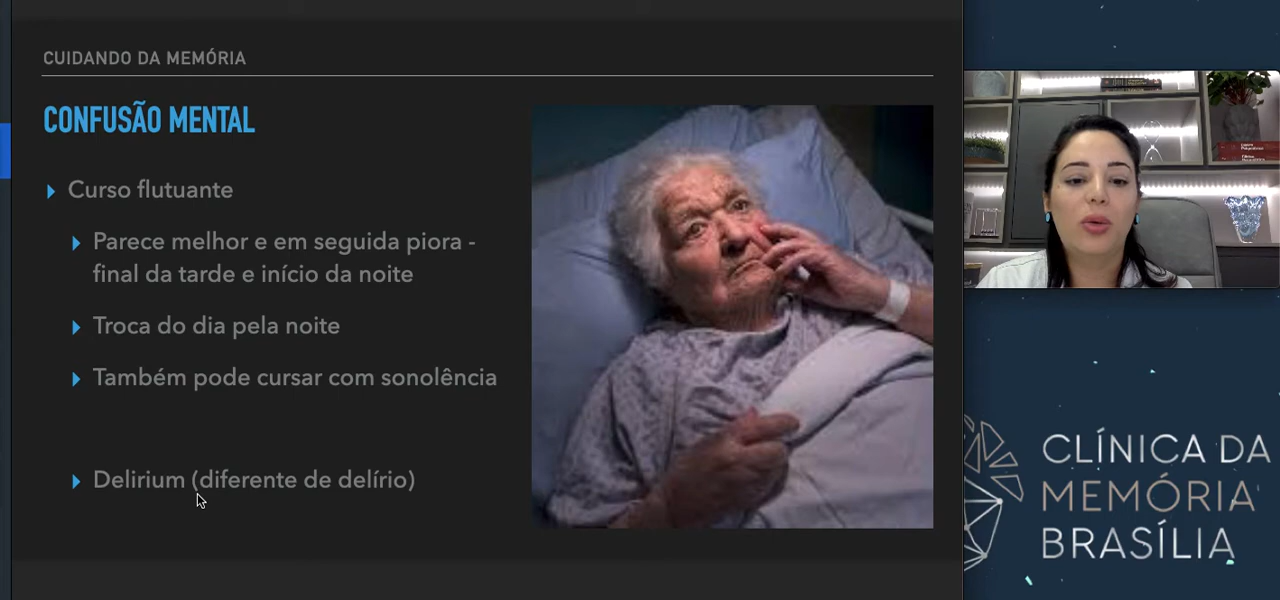 CUIDANDO DA MEMÓRIA
CONFUSÃO MENTAL
Curso flutuante
Parece melhor e em seguida piora -
final da tarde e início da noite
Troca do dia pela noite
Também pode cursar com sonolência
Delirium (diferente de delírio)
CLÍNICA DA
MEMÓRIA
BRASÍLIA